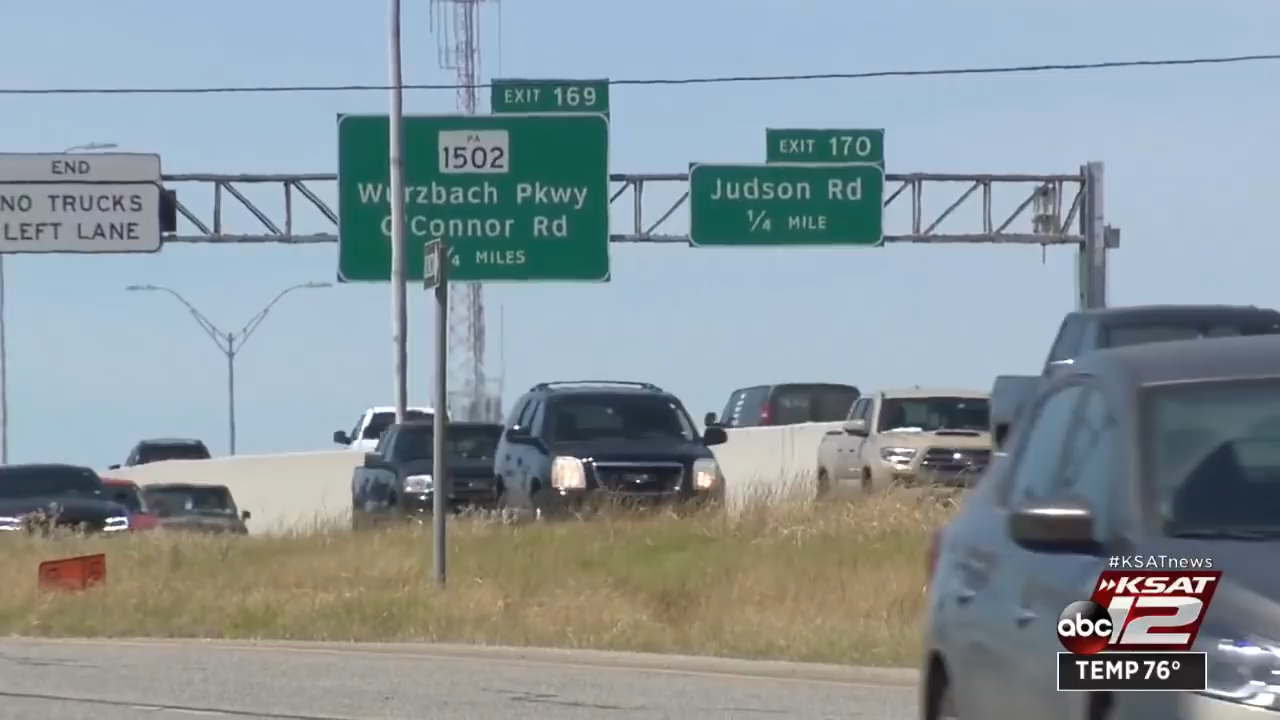 EXIT 169
PA
1502
Wurzbach Pkwy
O'Connor Rd
MILES
EXIT 170
Judson Rd
1/4 MILE
END
NO TRUCKS
LEFT LANE
#KSATnews
KSAT
abc 12
TEMP 76°